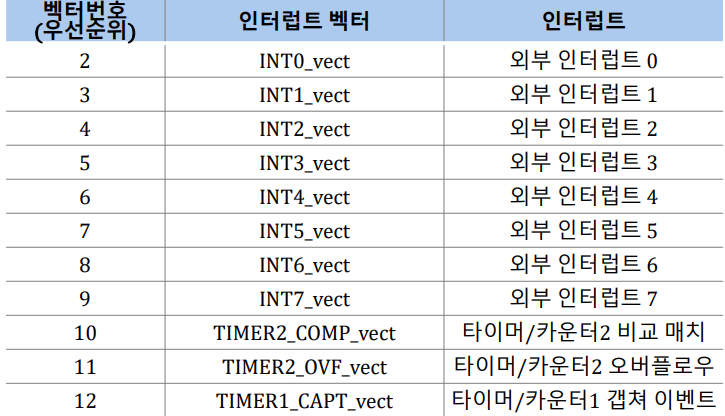 벡터번호 인터럽트 벡터 인터럽트
(우선순위)
2 INT0_vect 외부 인터럽트 0
3 INT1_vect 외부 인터럽트 1
4 INT2_vect 외부 인터럽트 2
5 INT3_vect 외부 인터럽트 3
6 INT4_vect 외부 인터럽트 4
7 INT5_vect 외부 인터럽트 5
8 INT6_vect 외부 인터럽트 6
9 INT7_vect 외부 인터럽트 7
10 TIMER2_COMP_vect 타이머/카운터2 비교 매치
11 TIMER2_OVF_vect 타이머/카운터2 오버플로우
12 TIMER1_CAPT_vect 타이머/카운터1 갭쳐 이벤트